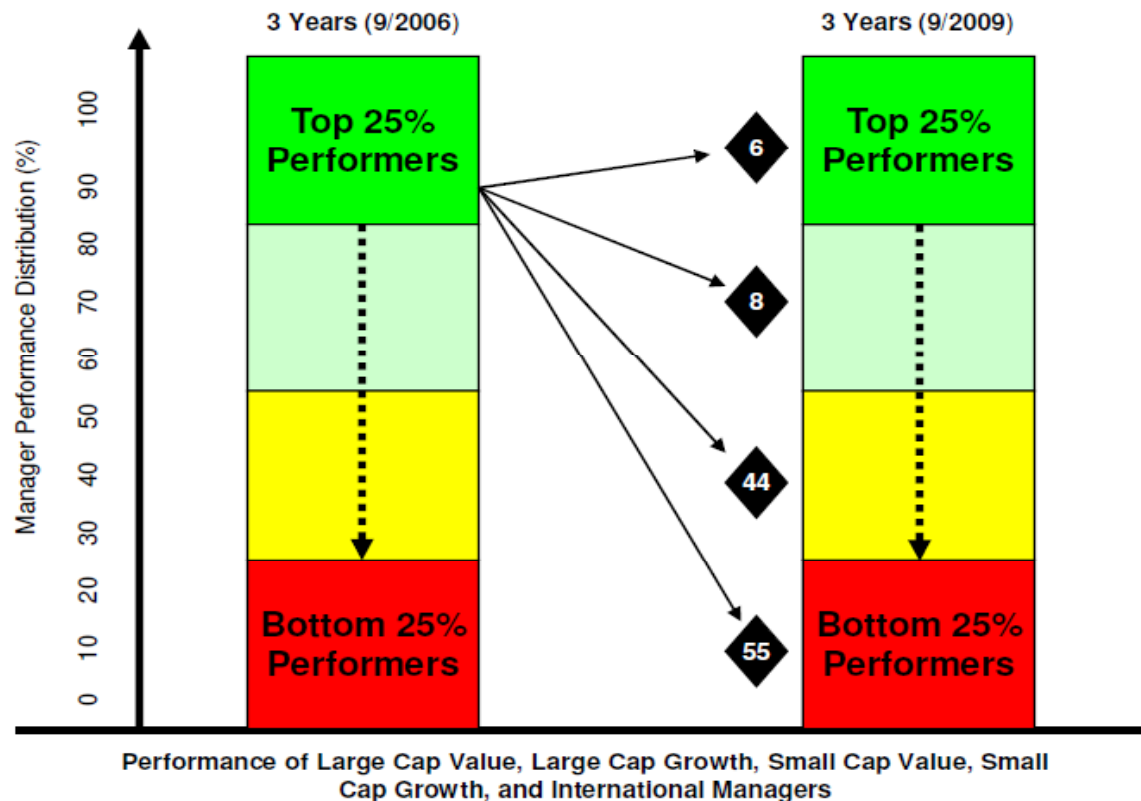 3 Years (9/2006)
3 Years (9/2009)
Manager Performance Distribution (%)
100
90
80
70
60
50
40
30
20
10
0
Top 25%
Performers
Bottom 25%
Performers
6
8
44
55
Top 25%
Performers
Bottom 25%
Performers
Performance of Large Cap Value, Large Cap Growth, Small Cap Value, Small
Cap Growth, and International Managers